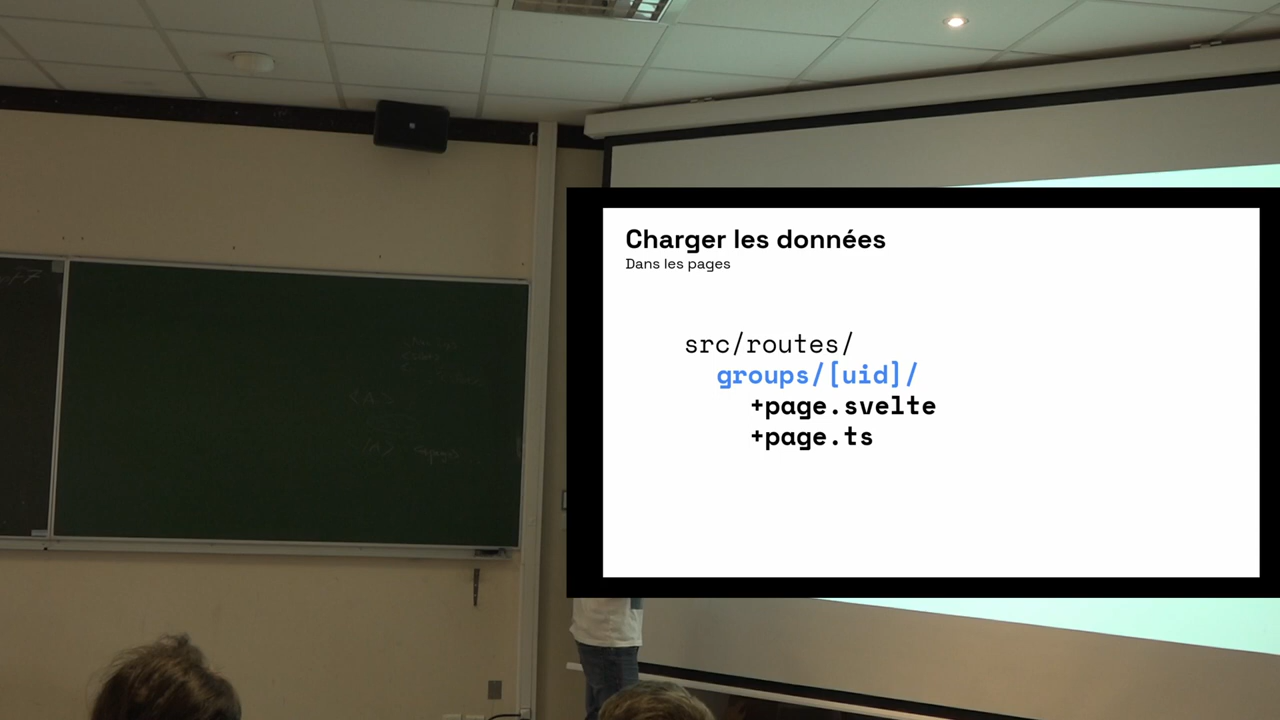 Charger les données
Dans les pages
src/routes/
groups/[uid]/
+page.svelte
+page.ts